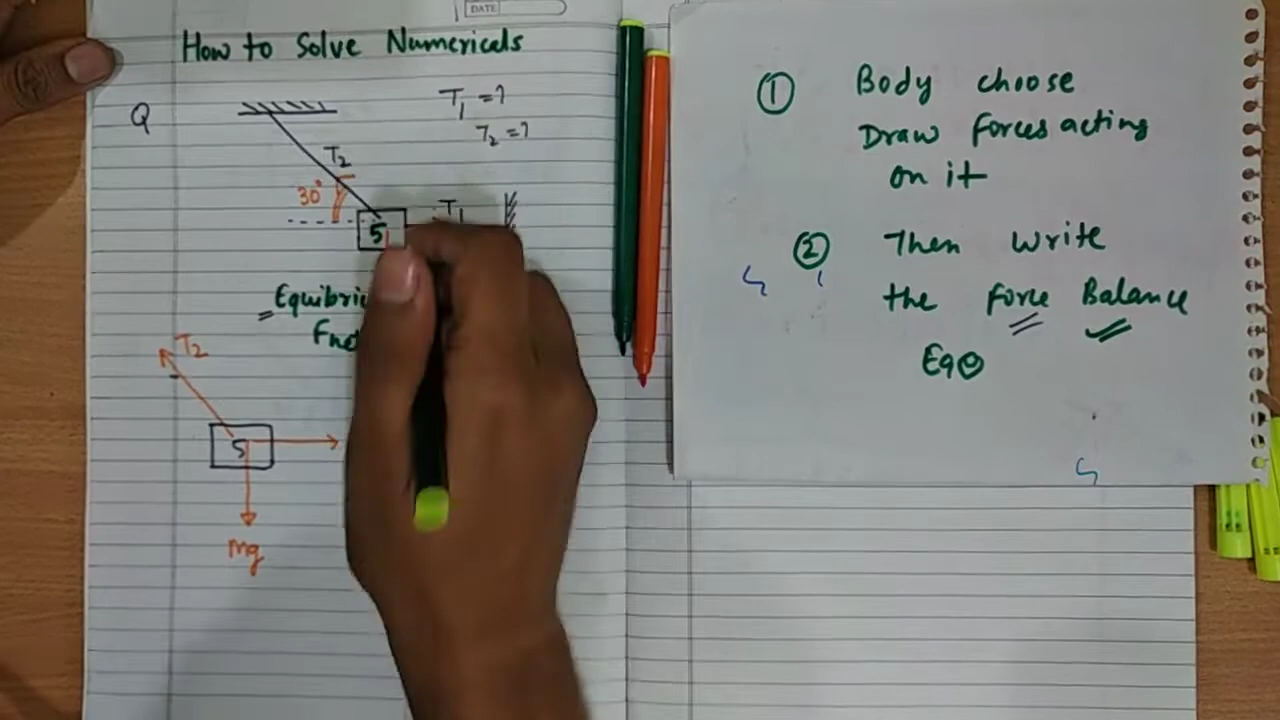 DATE
How to Solve Numericals
Q
T1 = ?
T2 = ?
T2
30°
T1
5
T2
5
Mg
① Body choose
Draw forces acting
on it
② Then write
the force Balance
Eq